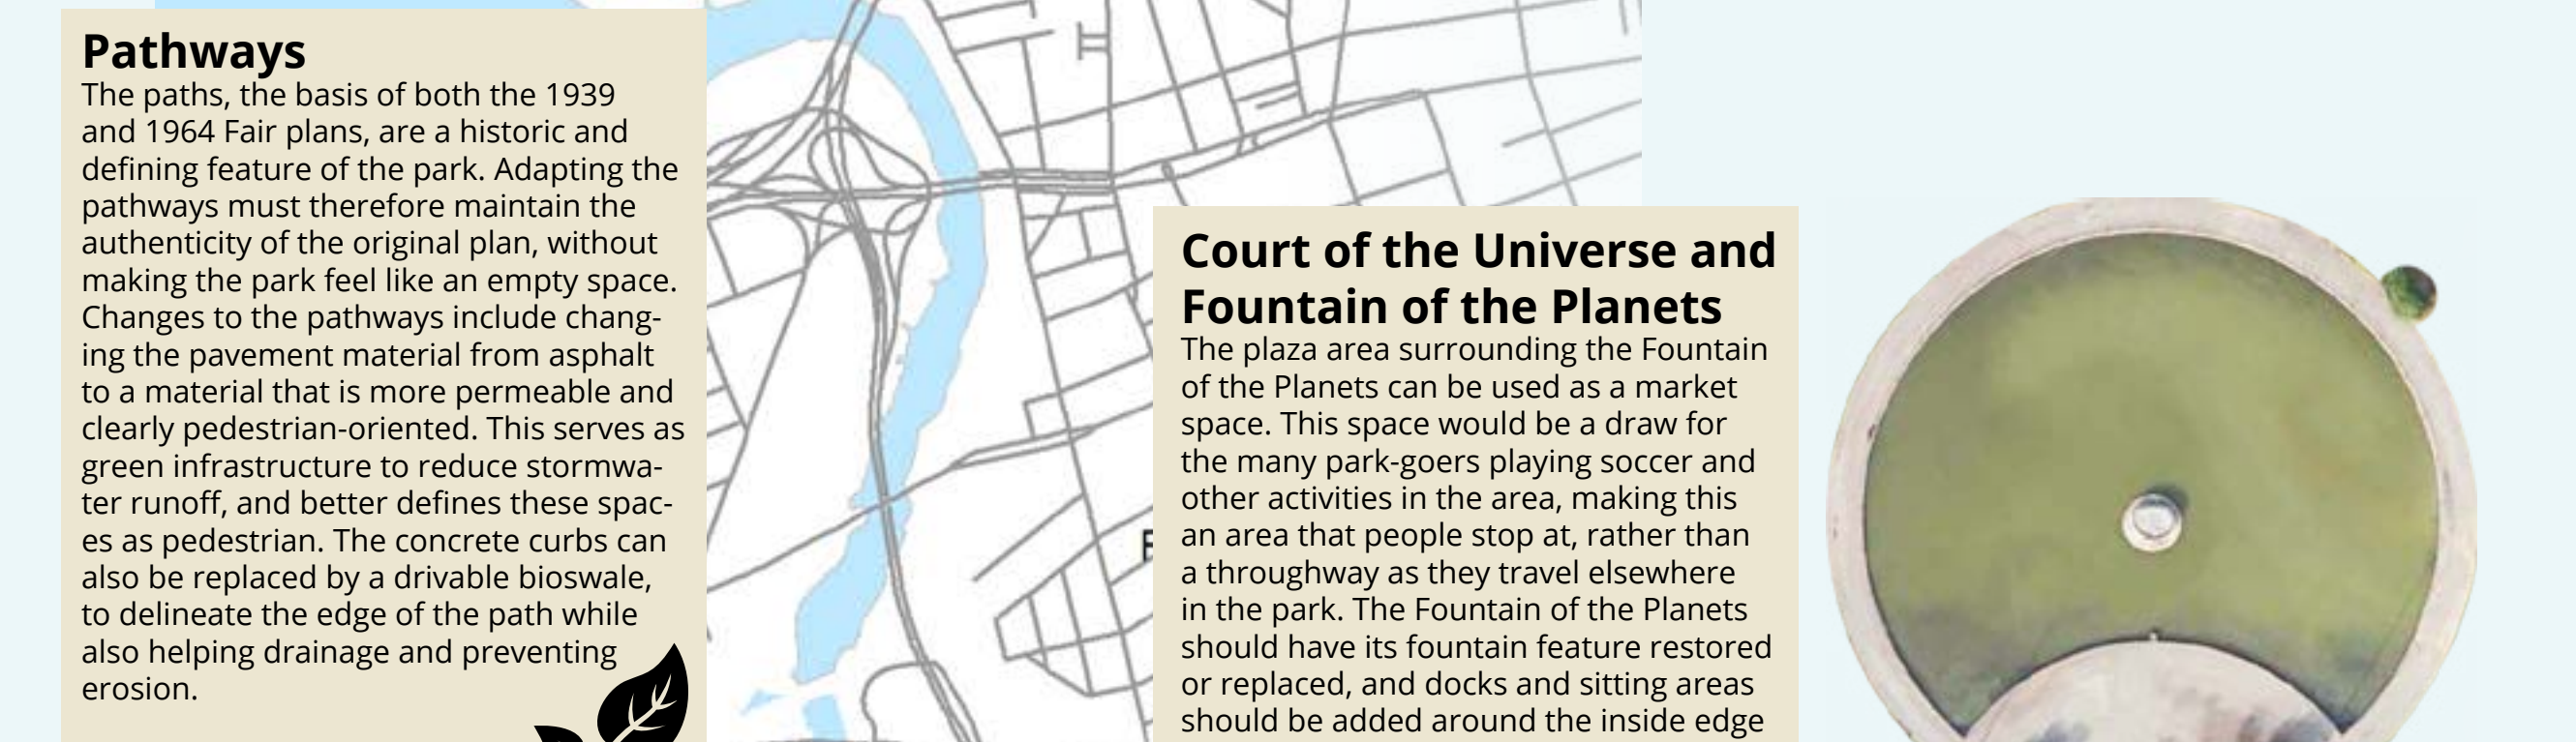 Pathways
The paths, the basis of both the 1939
and 1964 Fair plans, are a historic and
defining feature of the park. Adapting the
pathways must therefore maintain the
authenticity of the original plan, without
making the park feel like an empty space.
Changes to the pathways include chang-
ing the pavement material from asphalt
to a material that is more permeable and
clearly pedestrian-oriented. This serves as
green infrastructure to reduce stormwa-
ter runoff, and better defines these spac-
es as pedestrian. The concrete curbs can
also be replaced by a drivable bioswale,
to delineate the edge of the path while
also helping drainage and preventing
erosion.
Court of the Universe and
Fountain of the Planets
The plaza area surrounding the Fountain
of the Planets can be used as a market
space. This space would be a draw for
the many park-goers playing soccer and
other activities in the area, making this
an area that people stop at, rather than
a throughway as they travel elsewhere
in the park. The Fountain of the Planets
should have its fountain feature restored
or replaced, and docks and sitting areas
should be added around the inside edge